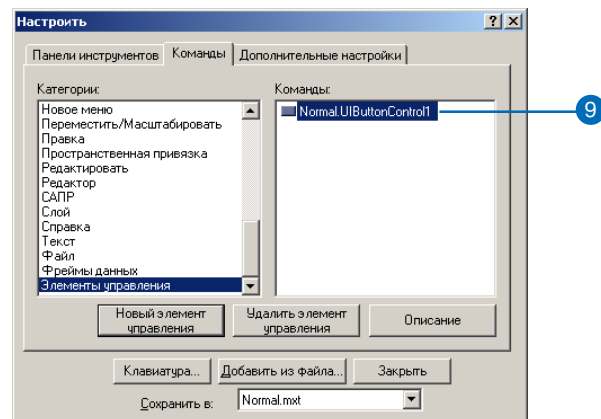 Настроить
Панели инструментов Команды Дополнительные настройки
Категории:
Команды:
Новое меню
Переместить/Масштабировать
Правка
Пространственная привязка
Редактировать
Редактор
САПР
Слой
Справка
Текст
Файл
Фреймы данных
Элементы управления
Normal.UIButtonControl1
9
Новый элемент
управления
Удалить элемент
управления
Описание
Клавиатура...
Добавить из файла...
Закрыть
Сохранить в:
Normal.mxt